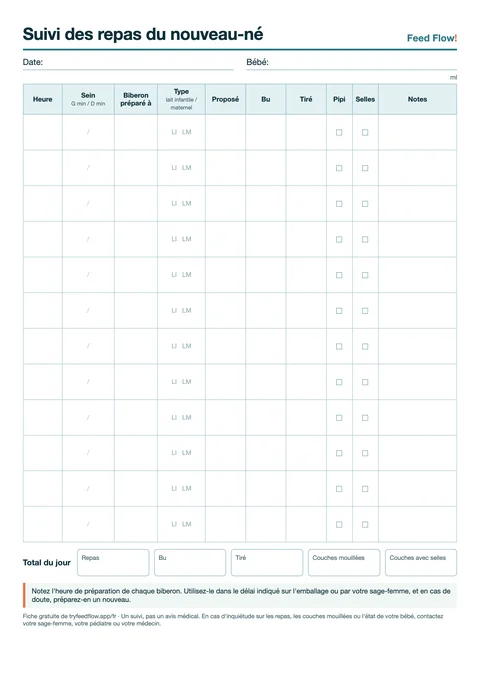 Suivi des repas du nouveau-né
Feed Flow!
Date:
Bébé:
ml
Heure
Sein
G min / D min
Biberon
préparé à
Type
lait infantile /
maternel
Proposé
Bu
Tiré
Pipi
Selles
Notes
/ LI LM
/ LI LM
/ LI LM
/ LI LM
/ LI LM
/ LI LM
/ LI LM
/ LI LM
/ LI LM
/ LI LM
/ LI LM
/ LI LM
Total du jour
Repas
Bu
Tiré
Couches mouillées
Couches avec selles
Notez l'heure de préparation de chaque biberon. Utilisez-le dans le délai indiqué sur l'emballage ou par votre sage-femme, et en cas de
doute, préparez-en un nouveau.
Fiche gratuite de tryfeedflow.app/fr · Un suivi, pas un avis médical. En cas d'inquiétude sur les repas, les couches mouillées ou l'état de votre bébé, contactez
votre sage-femme, votre pédiatre ou votre médecin.